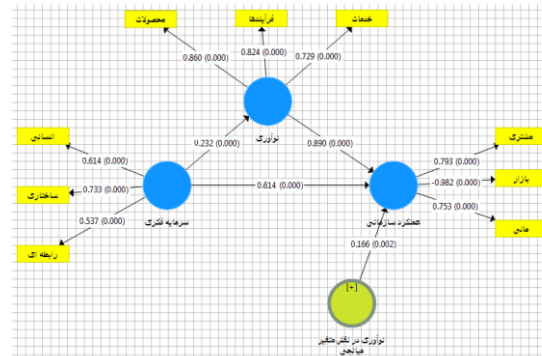 محصولات
فرآیندها
خدمات
0.860 (0.000)
0.824 (0.000)
0.729 (0.000)
نوآوری
انسانی
ساختاری
رابطه ای
0.614 (0.000)
0.733 (0.000)
0.537 (0.000)
سرمایه فکری
0.232 (0.000)
0.890 (0.000)
0.614 (0.000)
عملکرد سازمانی
مشتری
بازار
مالی
0.793 (0.000)
-0.982 (0.000)
0.753 (0.000)
0.166 (0.002)
[+]
نوآوری در نقش متغیر
میانجی